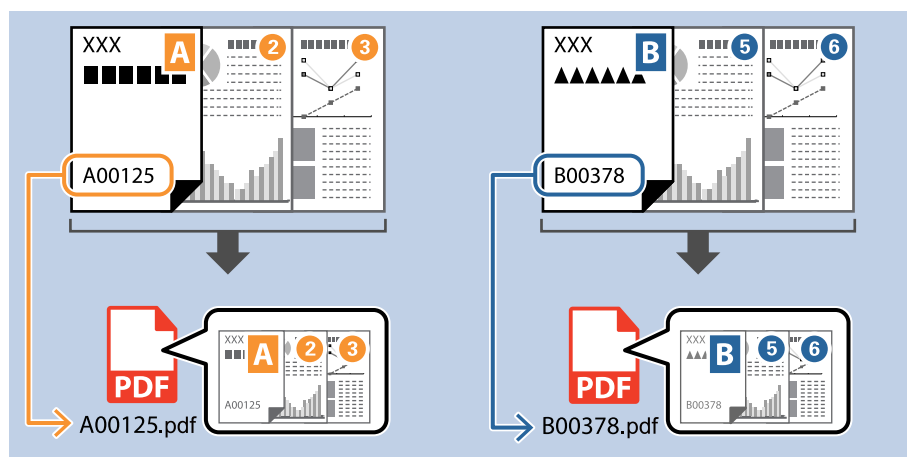 XXX
A
2
3
A00125
XXX
B
5
6
B00378
PDF
XXX
A
2
3
A00125
A00125.pdf
PDF
XXX
B
5
6
B00378
B00378.pdf